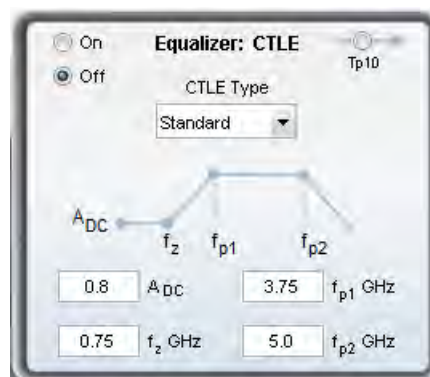 On
Equalizer: CTLE
Tp10
Off
CTLE Type
Standard
ADC
fz
fp1
fp2
0.8 ADC
3.75 fp1 GHz
0.75 fz GHz
5.0 fp2 GHz